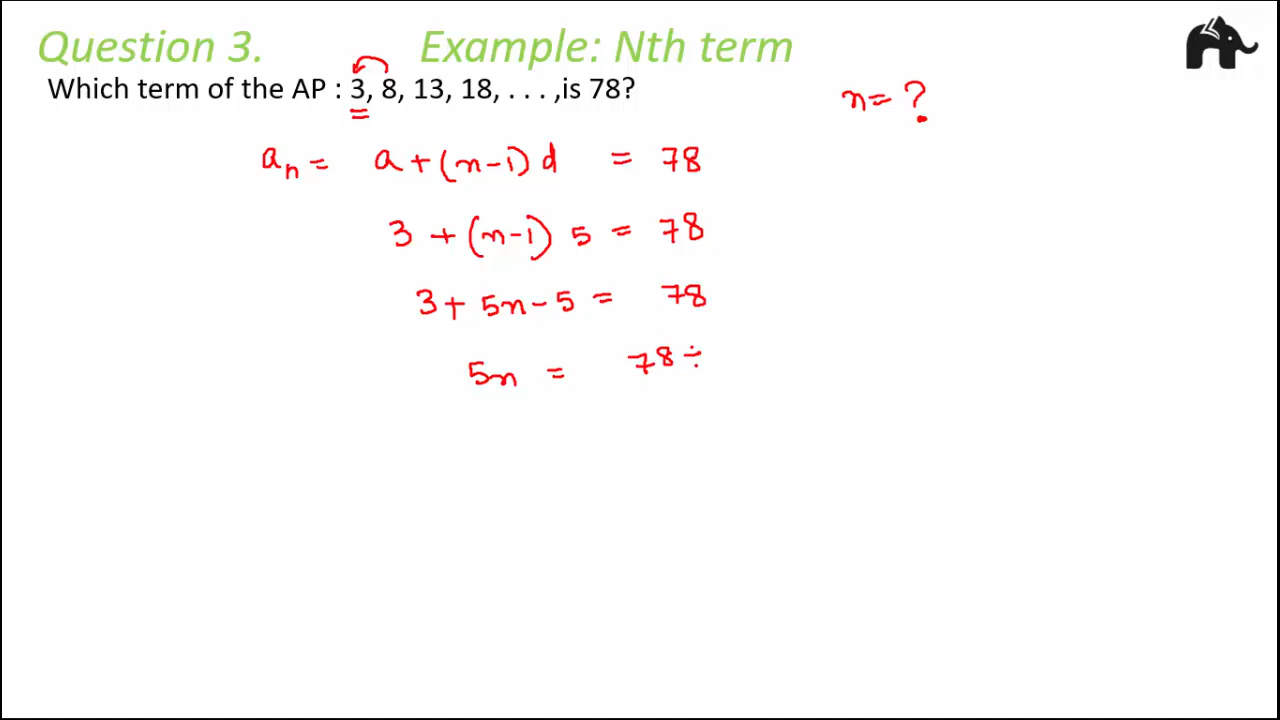 Question 3. Example: Nth term
Which term of the AP : 3, 8, 13, 18, . . . ,is 78?
n = ?
aₙ = a + (n-1) d = 78
3 + (n-1) 5 = 78
3 + 5n - 5 = 78
5n = 78 ÷